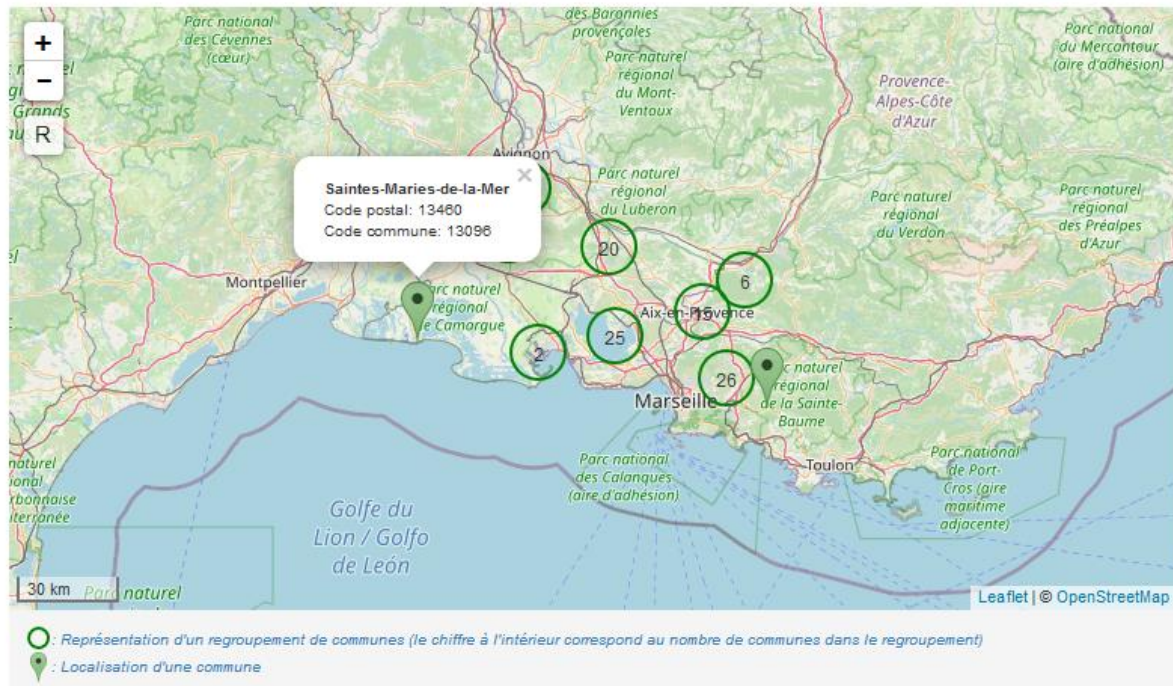 +
−
R
Parc naturel
des Cévennes
(cœur)
des Baronnies
provençales
Parc naturel
régional
du Mont-
Ventoux
Provence-
Alpes-Côte
d'Azur
Parc national
du Mercantour
(aire d'adhésion)
Grands
Avignon
Saintes-Maries-de-la-Mer
×
Code postal: 13460
Code commune: 13096
Parc naturel
régional
du Luberon
Parc naturel
régional
du Verdon
Parc naturel
régional
des Préalpes
d'Azur
20
6
Montpellier
Parc naturel
régional
de Camargue
Aix-en-Provence
15
25
2
26
Marseille
Parc naturel
régional
de la Sainte-
Baume
Toulon
Parc national
des Calanques
(aire d'adhésion)
Parc national
de Port-
Cros (aire
maritime
adjacente)
Golfe du
Lion / Golfo
de León
30 km
Parc naturel
Leaflet | © OpenStreetMap
: Représentation d'un regroupement de communes (le chiffre à l'intérieur correspond au nombre de communes dans le regroupement)
: Localisation d'une commune